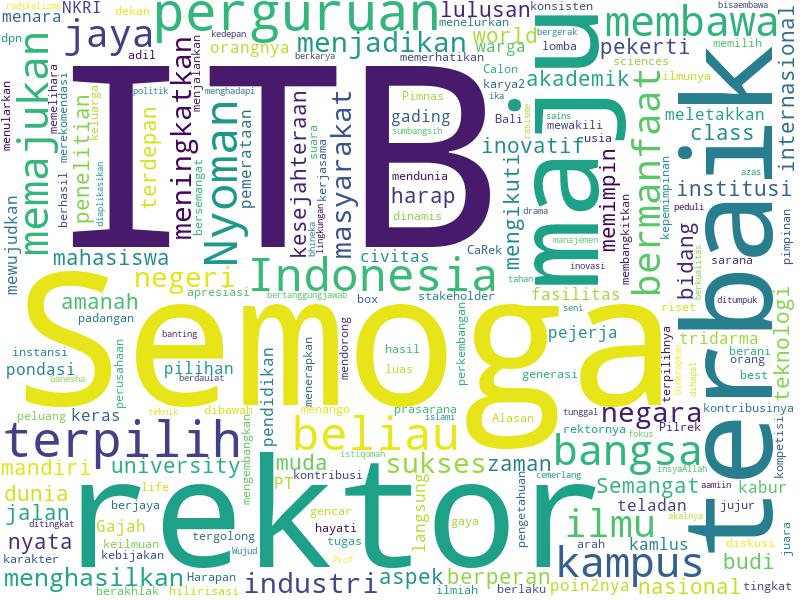 radikalisme
NKRI
dekan
menara
dpn
jaya
adil
orangnya
perguruan
lulusan
menelurkan
menjadikan
kedepan
berkarya
world
warga
memerhatikan
Calon
konsisten
bergerak
lomba
bisaembawa
membawa
memilih
pekerti
sciences
ilmunya
internasional
menularkan
memajukan
memelihara
merekomendasi
keluarga
berhasil
penelitian
diaplikasikan
terdepan
politik
meningkatkan
menjalankan
bersemangat
Nyoman
menghadapi
pemerataan
ITB
kesejahteraan
suara
bhineka
lingkungan
kerjasama
masyarakat
Pimnas
gading
sumbangsih
mendunia
harap
dinamis
karya2
ika
Bali
akademik
inovatif
rasisme
sains
mewakili
usia
maju
mengikuti
drama
manajemen
inovasi
tahan
memimpin
membangkitkan
bermanfaat
kepemimpinan
peduli
meletakkan
class
azas
institusi
bidang
berkualitas
sarana
pimpinan
terbaik
mewujudkan
mahasiswa
civitas
CaRek
negeri
Indonesia
apresiasi
bertanggungjawab
box
stakeholder
fasilitas
seni
riset
ditumpuk
teknologi
amanah
padangan
Semoga
pejerja
tridarma
terpilihnya
berani
orang
best
instansi
pondasi
Ganesha
perusahaan
banting
berdaulat
pilihan
menerapkan
mendorong
hasil
luas
perkembangan
generasi
Diterapkan
dihapal
peluang
keras
teknik
dibawah
pendidikan
menango
prasarana
islami
Alasan
tunggal
rektornya
fokus
negara
Pilrek
kontribusinya
kompetisi
terpilih
mengembangkan
beliau
istiqomah
bangsa
insyaAllah
aamiin
diskusi
mandiri
university
muda
kontribusi
sukses
zaman
cemerlang
Semangat
kabur
dunia
life
berjaya
PT
gencar
langsung
pengetahuan
teladan
jujur
akalnya
jalan
Gajah
hayati
gaya
ilmu
kamlus
juara
ditingkat
keilmuan
tergolong
tugas
rektor
arah
nyata
kebijakan
Wujud
Prof
kampus
budi
karakter
menghasilkan
Harapan
berakhlak
hilirisasi
industri
aspek
berperan
ilmiah
berlaku
poin2nya
nasional
tingkat